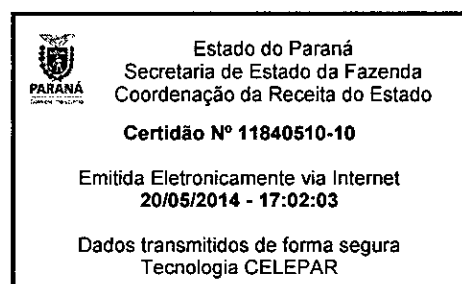 PARANÁ
Estado do Paraná
Secretaria de Estado da Fazenda
Coordenação da Receita do Estado
Certidão Nº 11840510-10
Emitida Eletronicamente via Internet
20/05/2014 - 17:02:03
Dados transmitidos de forma segura
Tecnologia CELEPAR